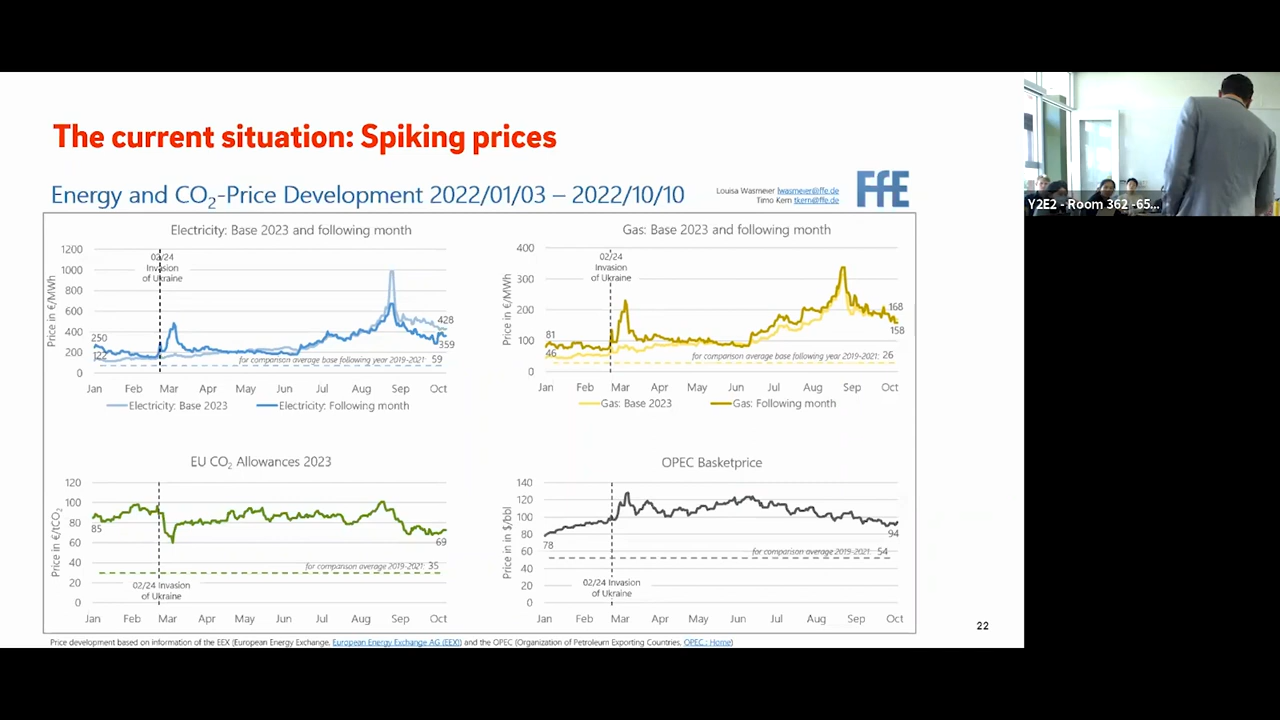 The current situation: Spiking prices
Energy and CO2-Price Development 2022/01/03 – 2022/10/10
Louisa Wasmeier lwasmeier@ffe.de
Timo Kern tkern@ffe.de
FfE
Electricity: Base 2023 and following month
Price in €/MWh
1200
1000
800
600
400
200
0
02/24
Invasion
of Ukraine
250
122
428
359
for comparison average base following year 2019-2021: 59
Jan Feb Mar Apr May Jun Jul Aug Sep Oct
Electricity: Base 2023
Electricity: Following month
Gas: Base 2023 and following month
Price in €/MWh
400
300
200
100
0
02/24
Invasion
of Ukraine
81
46
168
158
for comparison average base following year 2019-2021: 26
Jan Feb Mar Apr May Jun Jul Aug Sep Oct
Gas: Base 2023
Gas: Following month
EU CO2 Allowances 2023
Price in €/tCO2
120
100
80
60
40
20
0
85
69
for comparison average 2019-2021: 35
02/24 Invasion
of Ukraine
Jan Feb Mar Apr May Jun Jul Aug Sep Oct
OPEC Basketprice
Price in in $/bbl
140
120
100
80
60
40
20
0
78
94
for comparison average 2019-2021: 54
02/24 Invasion
of Ukraine
Jan Feb Mar Apr May Jun Jul Aug Sep Oct
Price development based on information of the EEX (European Energy Exchange, European Energy Exchange AG (EEX)) and the OPEC (Organization of Petroleum Exporting Countries, OPEC : Home)
22
Y2E2 - Room 362 -65...